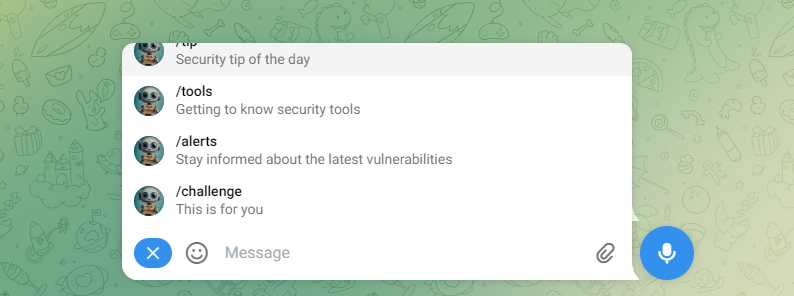 /tip
Security tip of the day
/tools
Getting to know security tools
/alerts
Stay informed about the latest vulnerabilities
/challenge
This is for you
Message